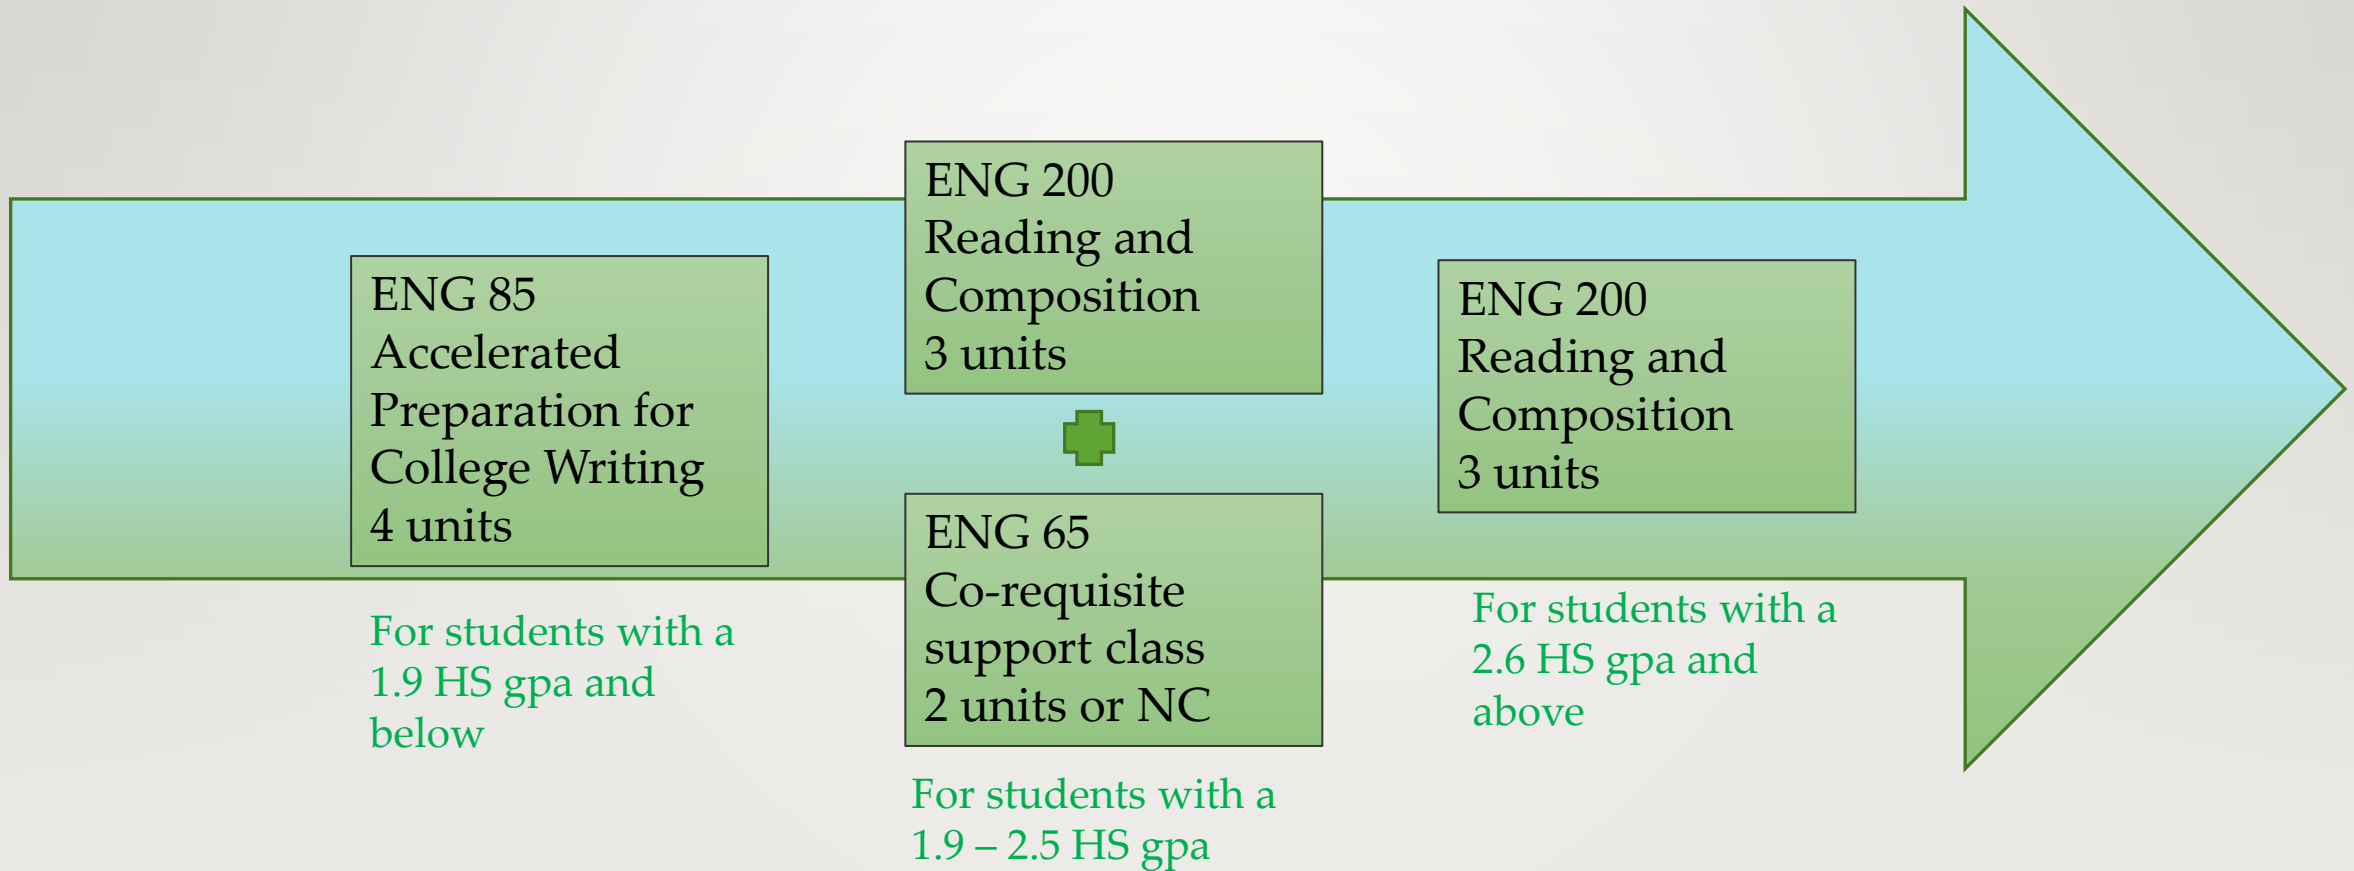 ENG 85
Accelerated
Preparation for
College Writing
4 units
For students with a
1.9 HS gpa and
below
ENG 200
Reading and
Composition
3 units
ENG 65
Co-requisite
support class
2 units or NC
For students with a
1.9 – 2.5 HS gpa
ENG 200
Reading and
Composition
3 units
For students with a
2.6 HS gpa and
above